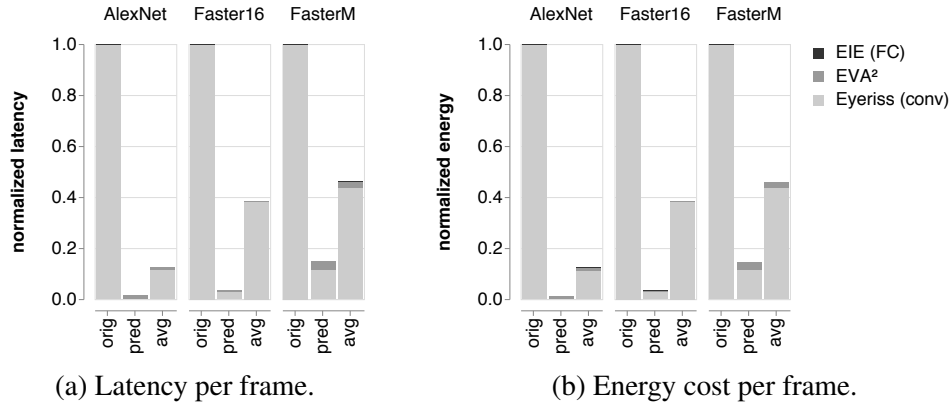 AlexNet Faster16 FasterM
normalized latency
1.0
0.8
0.6
0.4
0.2
0.0
orig pred avg orig pred avg orig pred avg
(a) Latency per frame.
AlexNet Faster16 FasterM
normalized energy
1.0
0.8
0.6
0.4
0.2
0.0
orig pred avg orig pred avg orig pred avg
(b) Energy cost per frame.
EIE (FC)
EVA²
Eyeriss (conv)